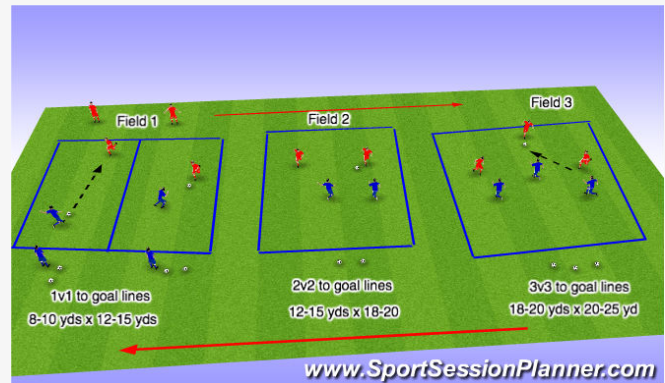 Field 1
Field 2
Field 3
1v1 to goal lines
8-10 yds x 12-15 yds
2v2 to goal lines
12-15 yds x 18-20
3v3 to goal lines
18-20 yds x 20-25 yd
www.SportSessionPlanner.com